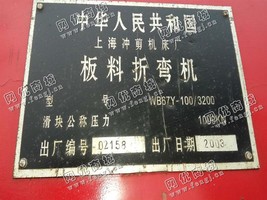 中华人民共和国
上海冲剪机床厂
板料折弯机
型 号 WB67Y-100/3200
滑块公称压力 1000KN
出厂编号 02158 出厂日期 2003